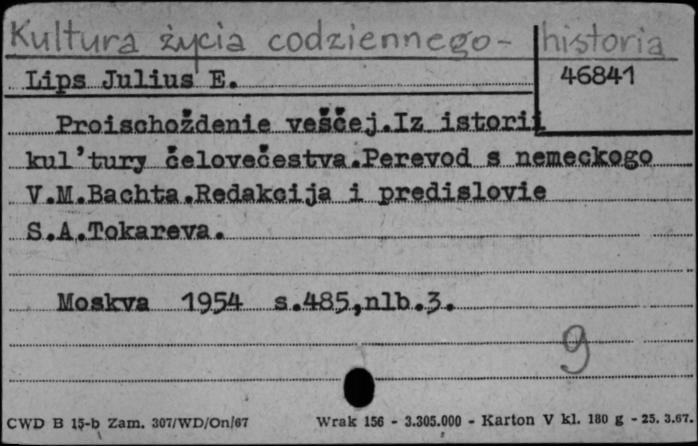 Kultura życia codziennego - historia
46841
Lips Julius E.
Proischoždenie veščej.Iz istorii
kul'tury čelovečestva.Perevod s nemeckogo
V.M.Bachta.Redakcija i predislovie
S.A.Tokareva.
Moskva 1954 s.485,nlb.3.
9
CWD B 15-b Zam. 307/WD/On/67 Wrak 156 - 3.305.000 - Karton V kl. 180 g - 25. 3.67.